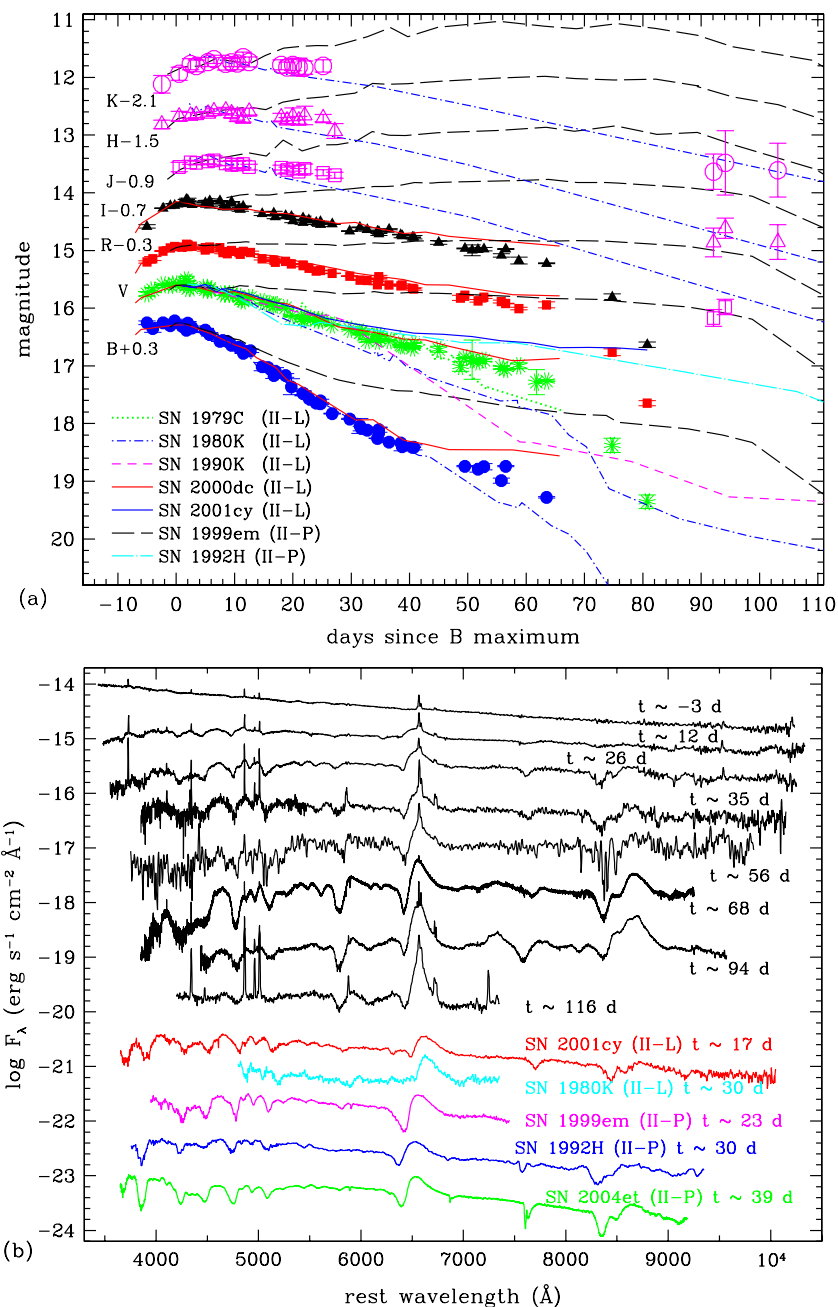 11
12
K−2.1
13
H−1.5
14
J−0.9
I−0.7
15
R−0.3
16
V
B+0.3
17
18
SN 1979C (II−L)
SN 1980K (II−L)
19
SN 1990K (II−L)
SN 2000dc (II−L)
SN 2001cy (II−L)
20
SN 1999em (II−P)
SN 1992H (II−P)
magnitude
(a)
−10 0 10 20 30 40 50 60 70 80 90 100 110
days since B maximum
−14
t ~ −3 d
−15
t ~ 12 d
t ~ 26 d
−16
t ~ 35 d
−17
t ~ 56 d
−18
t ~ 68 d
−19
t ~ 94 d
−20
t ~ 116 d
SN 2001cy (II−L) t ~ 17 d
−21
SN 1980K (II−L) t ~ 30 d
−22
SN 1999em (II−P) t ~ 23 d
SN 1992H (II−P) t ~ 30 d
−23
SN 2004et (II−P) t ~ 39 d
−24
log Fλ (erg s⁻¹ cm⁻² Å⁻¹)
(b)
4000 5000 6000 7000 8000 9000 10⁴
rest wavelength (Å)